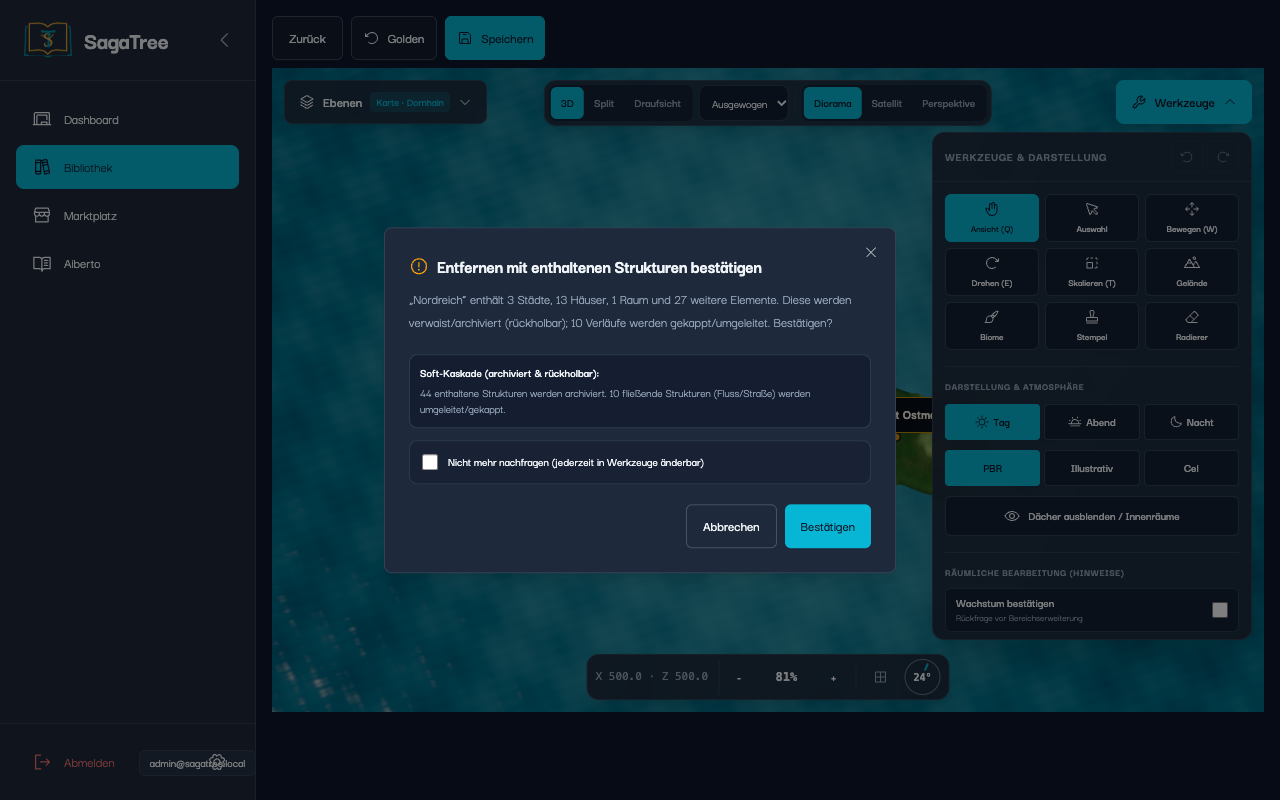 SagaTree
Dashboard
Bibliothek
Marktplatz
Alberto
Abmelden
Zurück
Golden
Speichern
Ebenen
Karte · Dornhain
3D
Split
Draufsicht
Ausgewogen
Diorama
Satellit
Perspektive
Werkzeuge
WERKZEUGE & DARSTELLUNG
Ansicht (Q)
Auswahl
Bewegen (W)
Drehen (E)
Skalieren (T)
Gelände
Biome
Stempel
Radierer
DARSTELLUNG & ATMOSPHÄRE
Tag
Abend
Nacht
PBR
Illustrativ
Cel
Dächer ausblenden / Innenräume
RÄUMLICHE BEARBEITUNG (HINWEISE)
Wachstum bestätigen
Rückfrage vor Bereichserweiterung
Entfernen mit enthaltenen Strukturen bestätigen
„Nordreich“ enthält 3 Städte, 13 Häuser, 1 Raum und 27 weitere Elemente. Diese werden
verwaist/archiviert (rückholbar); 10 Verläufe werden gekappt/umgeleitet. Bestätigen?
Soft-Kaskade (archiviert & rückholbar):
44 enthaltene Strukturen werden archiviert. 10 fließende Strukturen (Fluss/Straße) werden
umgeleitet/gekappt.
Nicht mehr nachfragen (jederzeit in Werkzeuge änderbar)
Abbrechen
Bestätigen
X 500.0 · Z 500.0
-
81%
+
24°